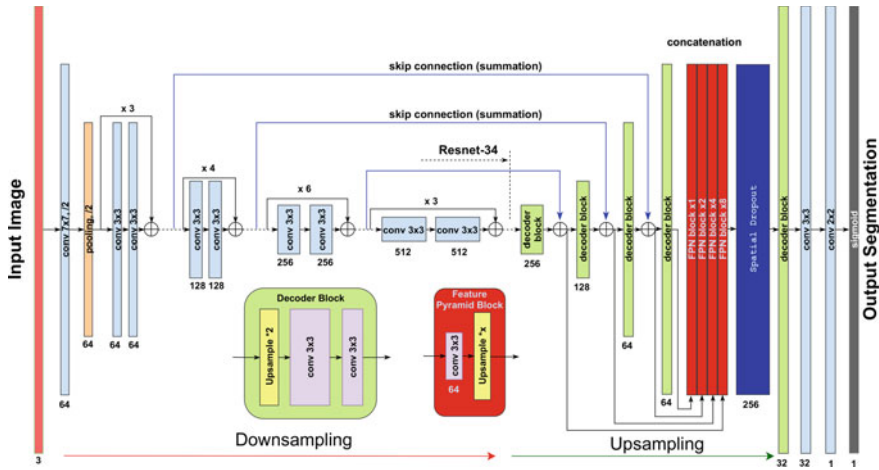 concatenation
skip connection (summation)
skip connection (summation)
x 3
x 4
x 6
x 3
Resnet-34
Input Image
conv 7x7, /2
pooling, /2
conv 3x3
conv 3x3
conv 3x3
conv 3x3
conv 3x3
conv 3x3
conv 3x3
conv 3x3
decoder block
decoder block
decoder block
decoder block
FPN block x1
FPN block x2
FPN block x4
FPN block x8
Spatial Dropout
decoder block
conv 3x3
conv 2x2
sigmoid
Output Segmentation
3
64
64
64
64
128
128
256
256
512
512
256
128
64
64
256
32
32
1
1
Decoder Block
Upsample *2
conv 3x3
conv 3x3
Feature
Pyramid Block
conv 3x3
64
Upsample *x
Downsampling
Upsampling